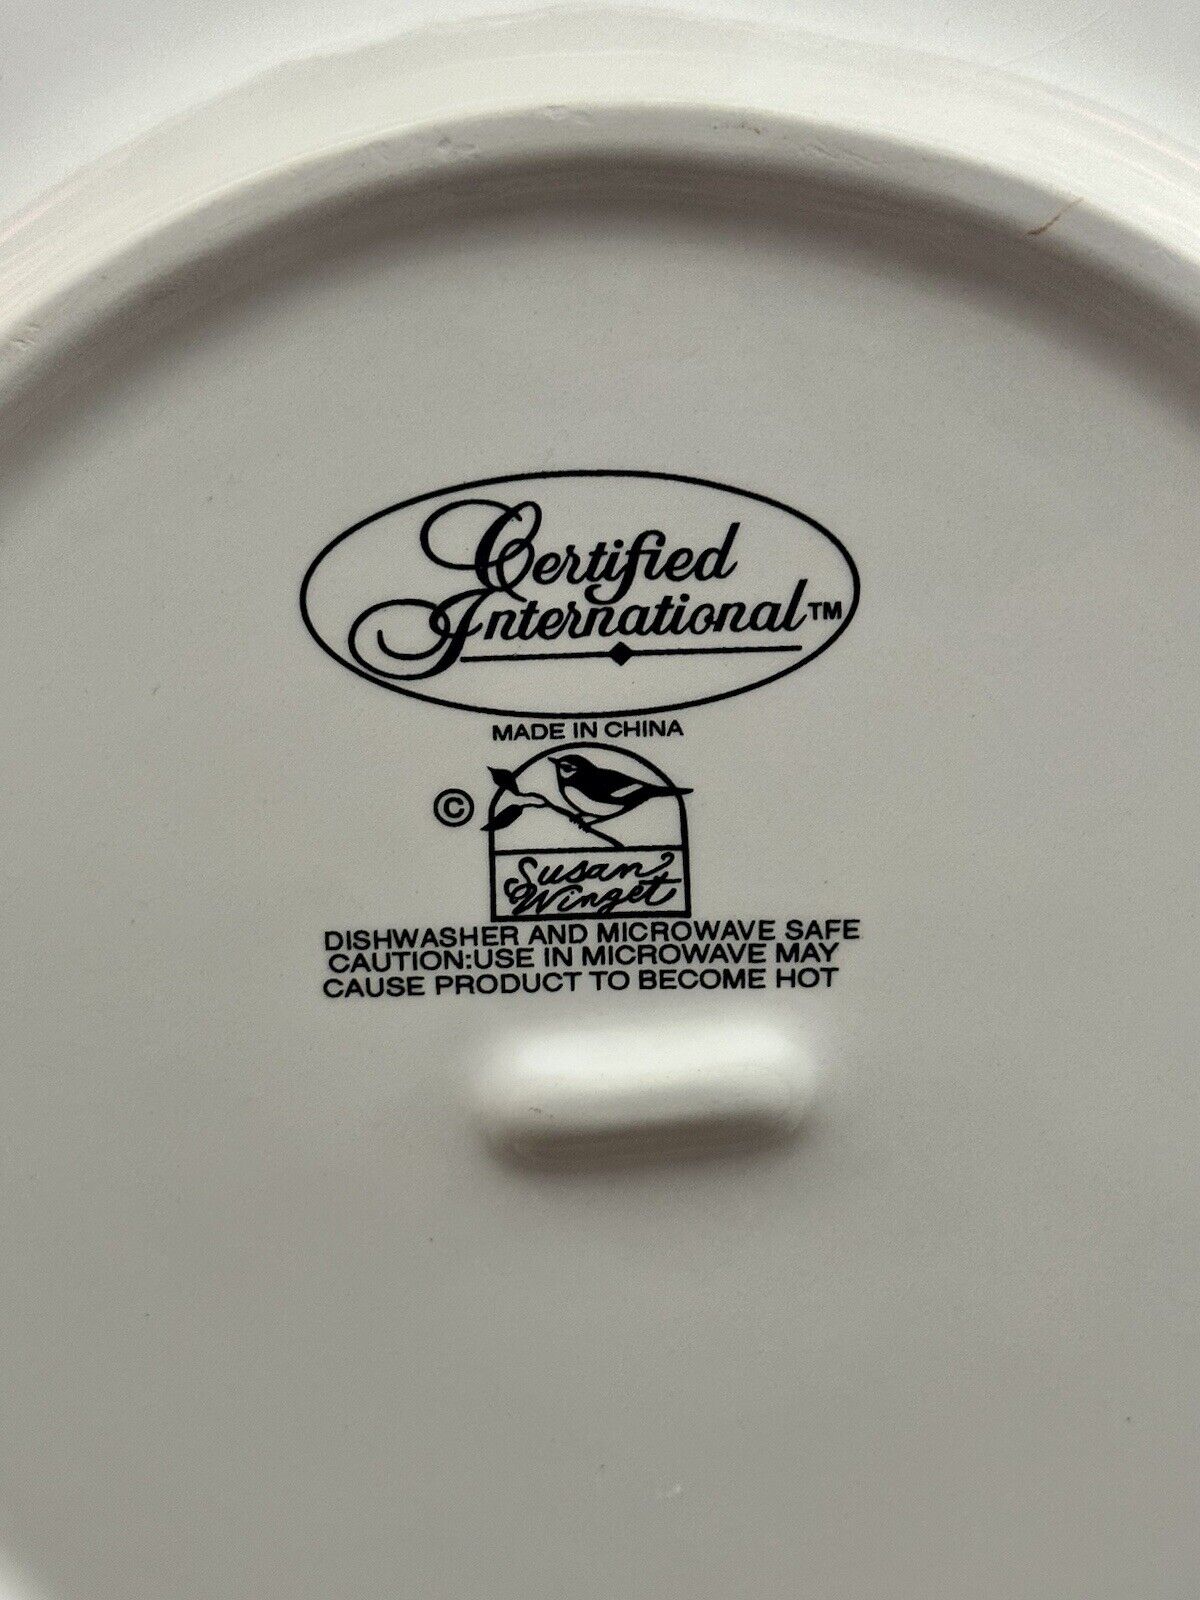 Certified
International™
MADE IN CHINA
©
Susan
Winget
DISHWASHER AND MICROWAVE SAFE
CAUTION:USE IN MICROWAVE MAY
CAUSE PRODUCT TO BECOME HOT